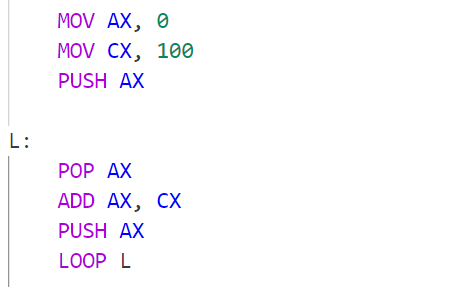 MOV AX, 0
MOV CX, 100
PUSH AX
L:
POP AX
ADD AX, CX
PUSH AX
LOOP L